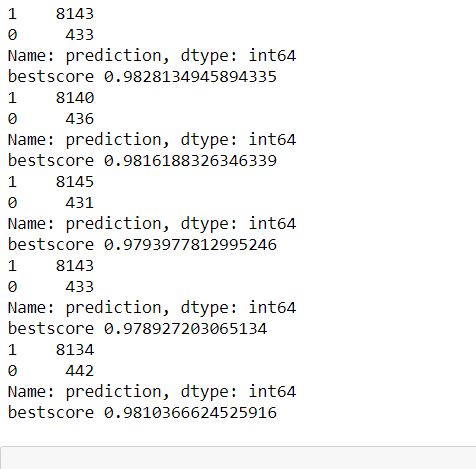 1    8143
0     433
Name: prediction, dtype: int64
bestscore 0.9828134945894335
1    8140
0     436
Name: prediction, dtype: int64
bestscore 0.9816188326346339
1    8145
0     431
Name: prediction, dtype: int64
bestscore 0.9793977812995246
1    8143
0     433
Name: prediction, dtype: int64
bestscore 0.978927203065134
1    8134
0     442
Name: prediction, dtype: int64
bestscore 0.9810366624525916